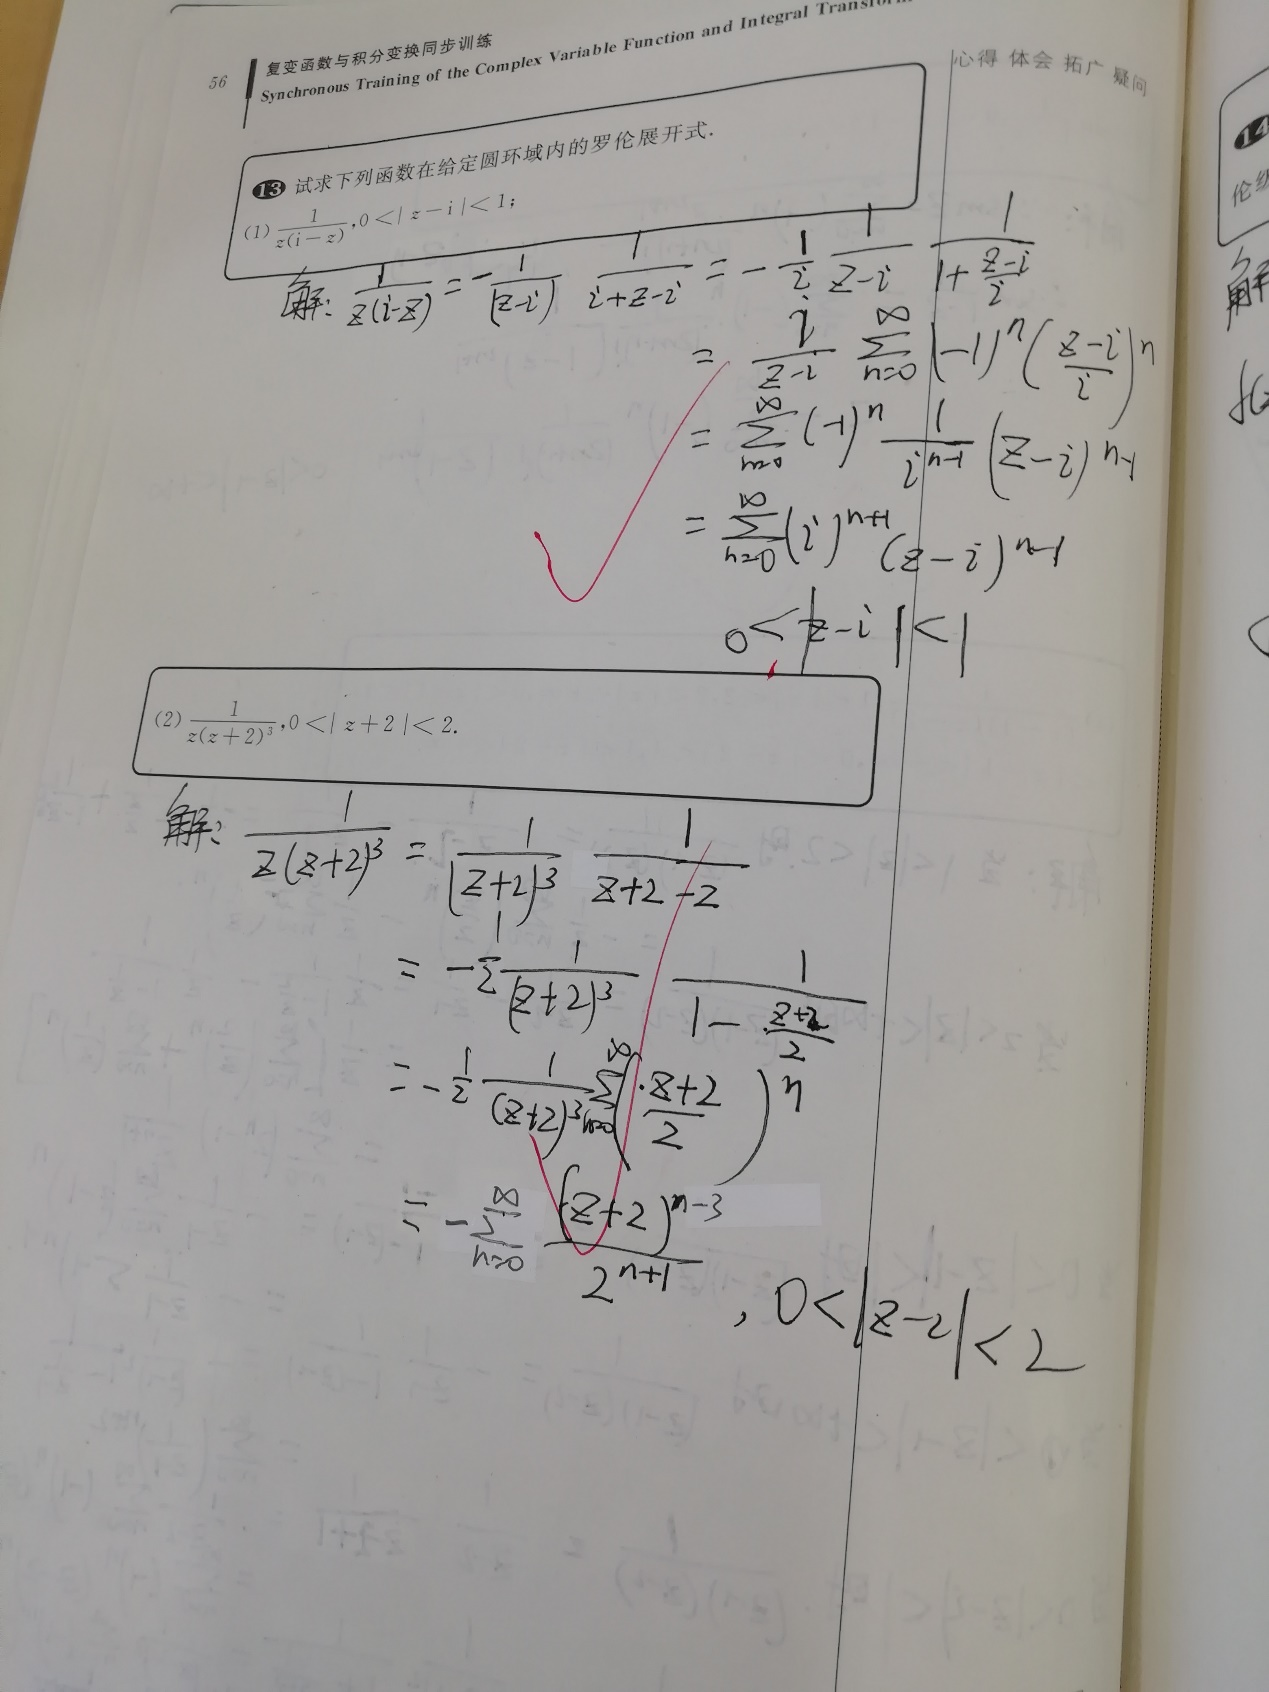 56 复变函数与积分变换同步训练
Synchronous Training of the Complex Variable Function and Integral Transform
心得 体会 拓广 疑问
13 试求下列函数在给定圆环域内的罗伦展开式.
(1) 1/(z(i-z)), 0<|z-i|<1;
解: 1/(z(i-z)) = -1/(z-i) 1/(i+z-i) = -1/i 1/(z-i) 1/(1+(z-i)/i)
= i/(z-i) ∑_{n=0}^{∞} (-1)^n ((z-i)/i)^n
= ∑_{n=0}^{∞} (-1)^n 1/i^{n-1} (z-i)^{n-1}
= ∑_{n=0}^{∞} (i)^{n+1} (z-i)^{n-1}
0<|z-i|<1
(2) 1/(z(z+2)^3), 0<|z+2|<2.
解: 1/(z(z+2)^3) = 1/(z+2)^3 1/(z+2-2)
= -1/2 1/(z+2)^3 1/(1-(z+2)/2)
= -1/2 1/(z+2)^3 ∑_{n=0}^{∞} ((z+2)/2)^n
= -∑_{n=0}^{∞} (z+2)^{n-3}/2^{n+1}
, 0<|z-2|<2
14
伦级
解